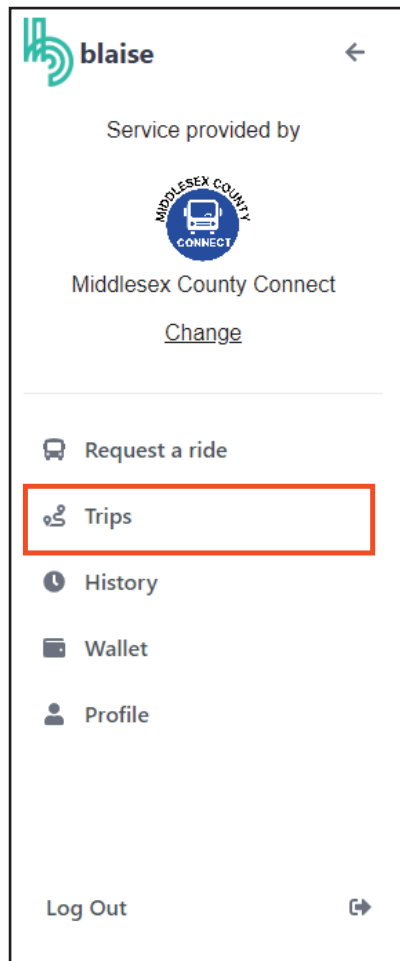 blaise
Service provided by
MIDDLESEX COUNTY
CONNECT
Middlesex County Connect
Change
Request a ride
Trips
History
Wallet
Profile
Log Out